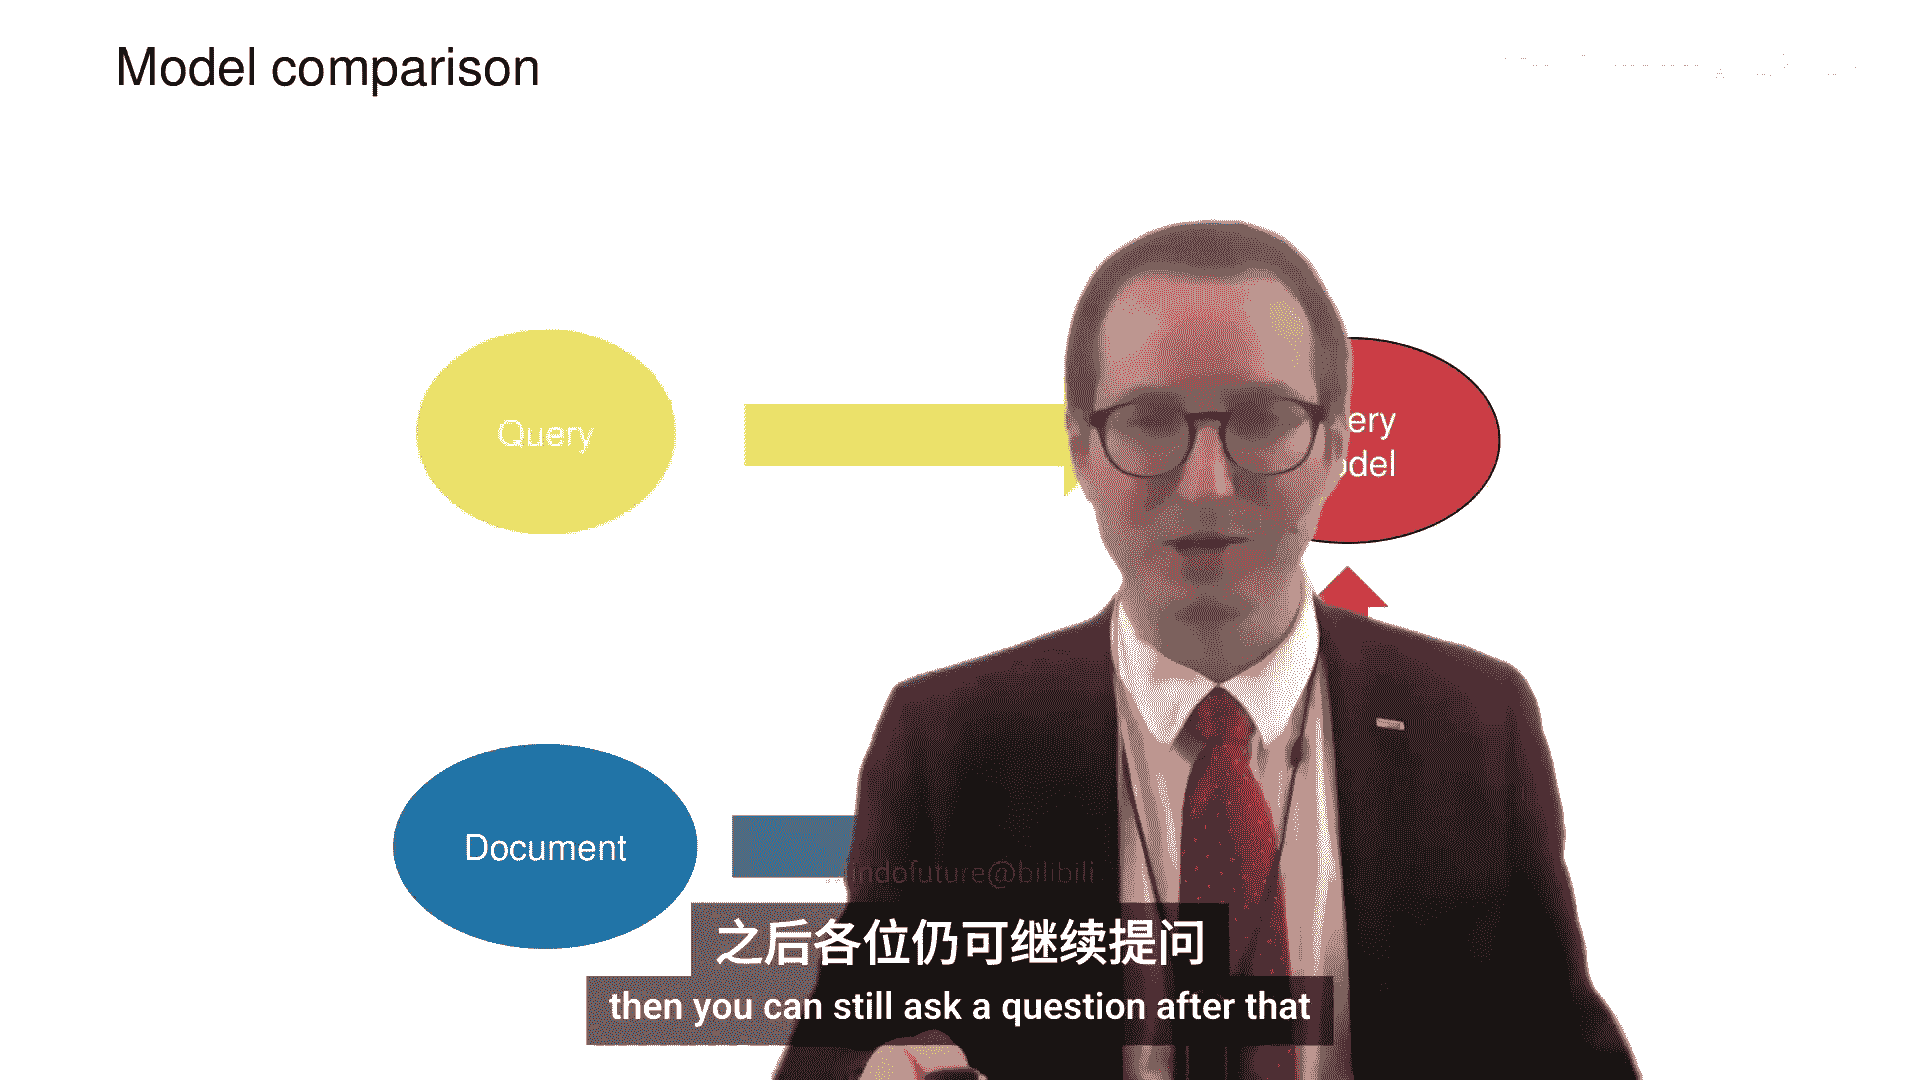 Model comparison
Query
ery
odel
Document
indofuture@bilibili
之后各位仍可继续提问
then you can still ask a question after that